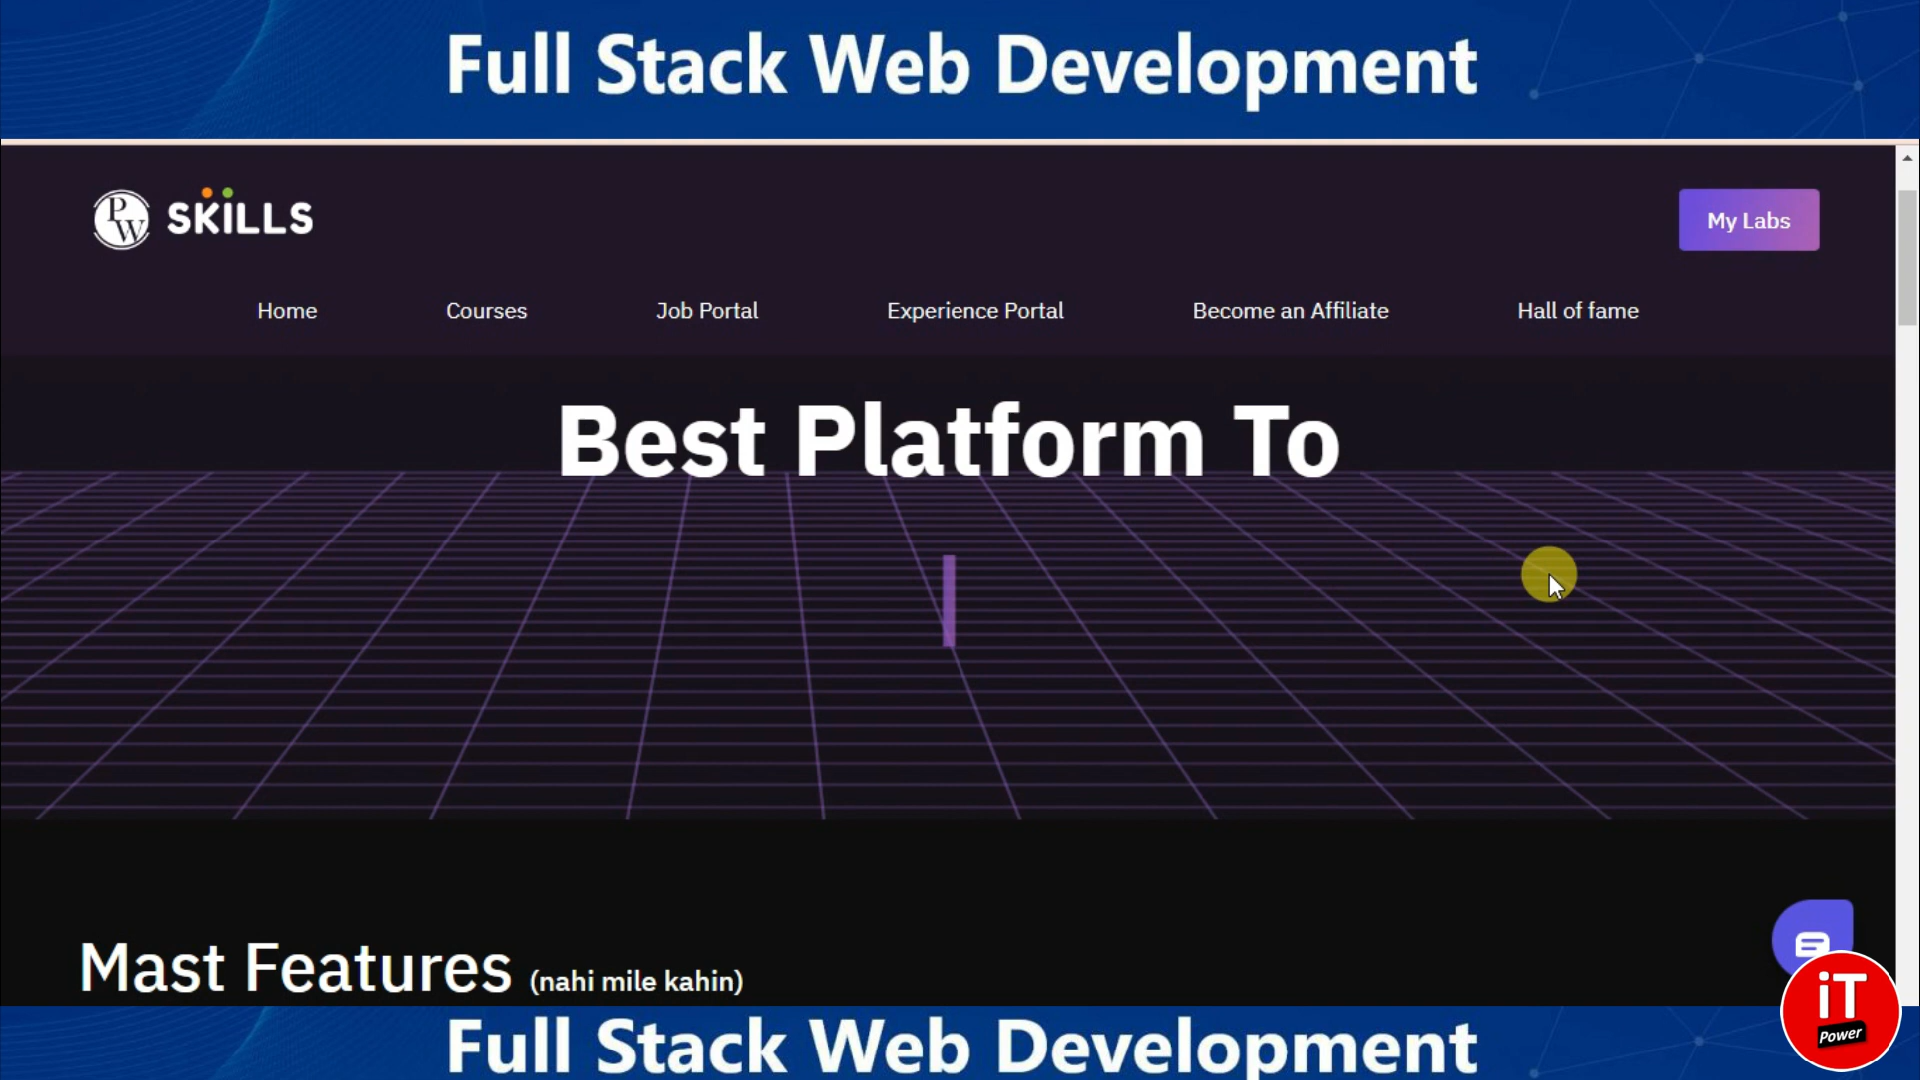 Full Stack Web Development
PW SKILLS
My Labs
Home Courses Job Portal Experience Portal Become an Affiliate Hall of fame
Best Platform To
Mast Features (nahi mile kahin)
iT
Power
Full Stack Web Development